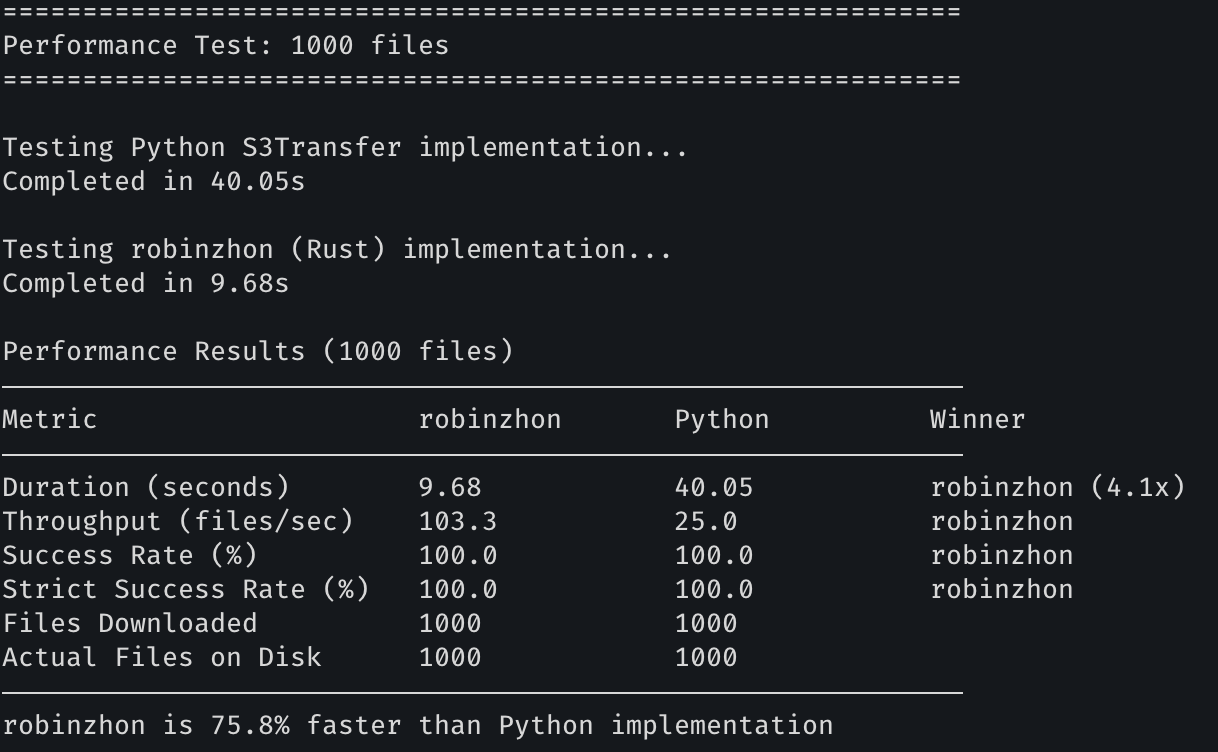 ============================================================
Performance Test: 1000 files
============================================================
Testing Python S3Transfer implementation...
Completed in 40.05s
Testing robinzhon (Rust) implementation...
Completed in 9.68s
Performance Results (1000 files)
Metric robinzhon Python Winner
Duration (seconds) 9.68 40.05 robinzhon (4.1x)
Throughput (files/sec) 103.3 25.0 robinzhon
Success Rate (%) 100.0 100.0 robinzhon
Strict Success Rate (%) 100.0 100.0 robinzhon
Files Downloaded 1000 1000
Actual Files on Disk 1000 1000
robinzhon is 75.8% faster than Python implementation